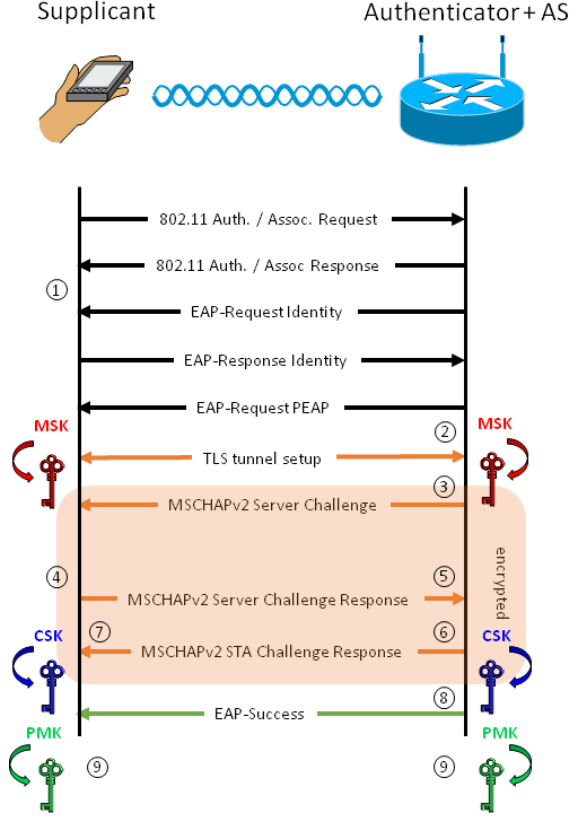 Supplicant
Authenticator + AS
802.11 Auth. / Assoc. Request
802.11 Auth. / Assoc Response
①
EAP-Request Identity
EAP-Response Identity
EAP-Request PEAP
MSK
②
MSK
TLS tunnel setup
③
MSCHAPv2 Server Challenge
encrypted
④
⑤
MSCHAPv2 Server Challenge Response
CSK
⑦
⑥
CSK
MSCHAPv2 STA Challenge Response
⑧
EAP-Success
PMK
PMK
⑨
⑨